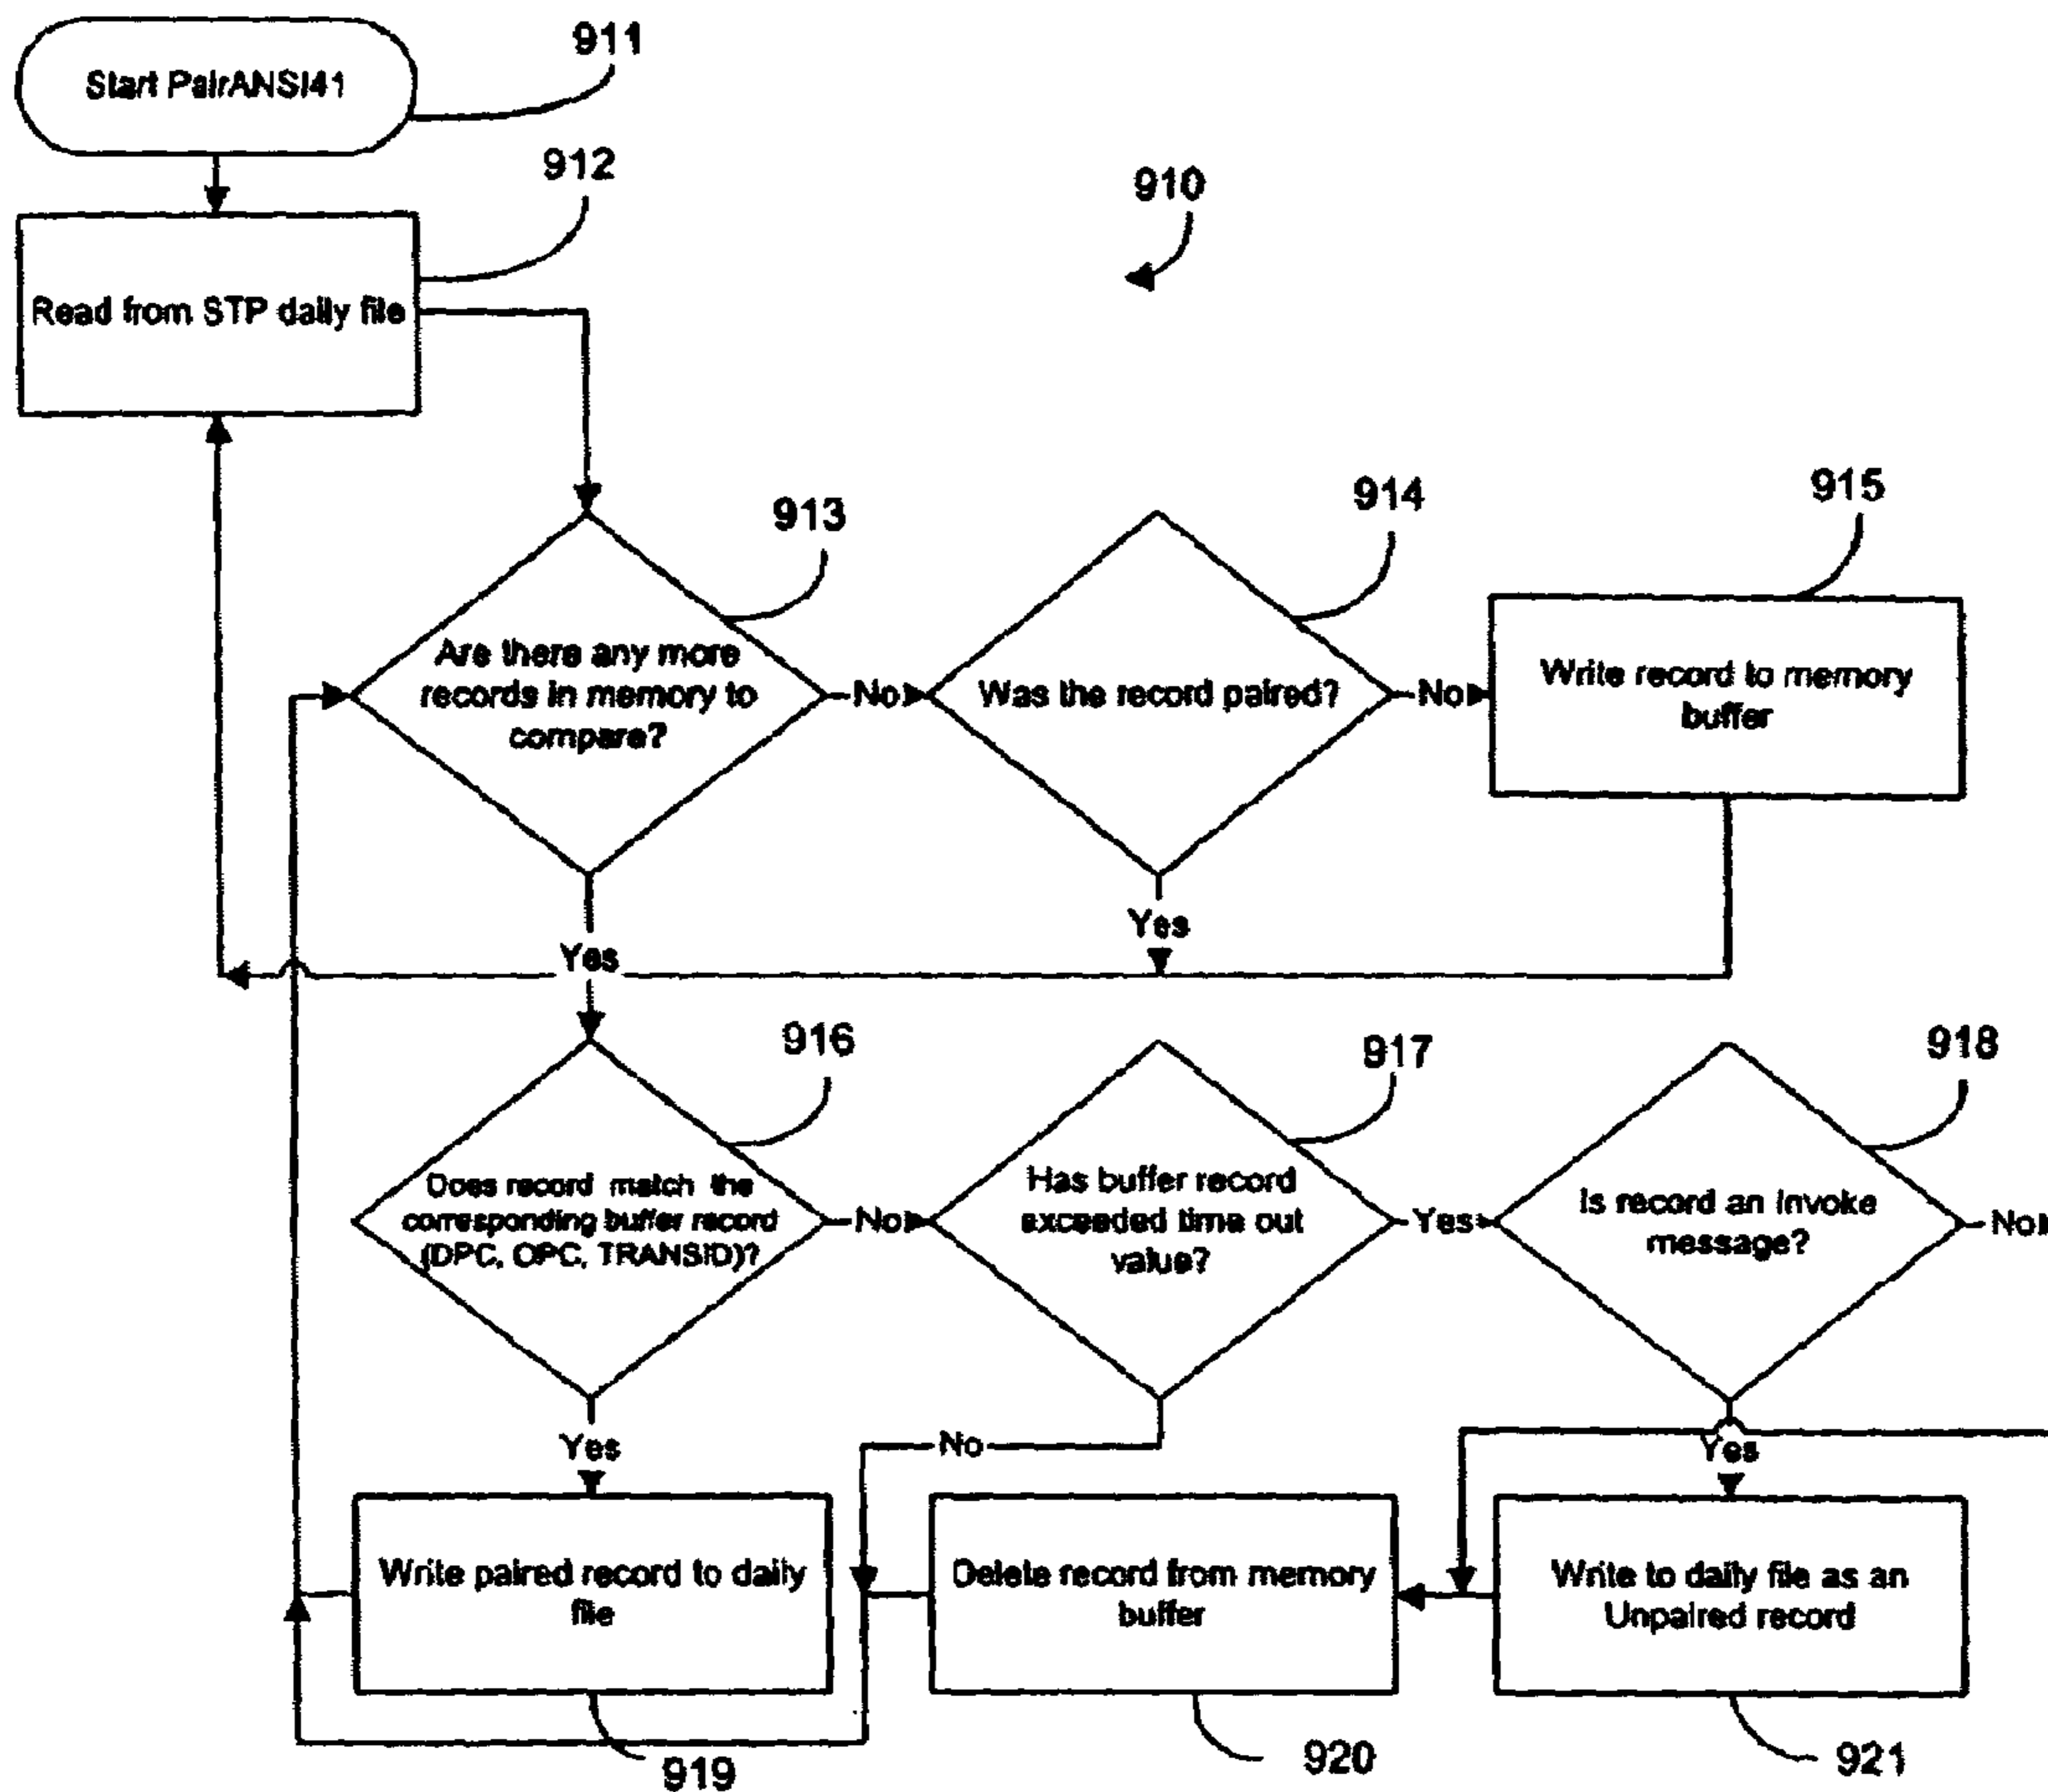 911
Start PairANSI41
912
910
Read from STP daily file
913
914
915
Are there any more
records in memory to
compare?
No
Was the record paired?
No
Write record to memory
buffer
Yes
Yes
916
917
918
Does record match the
corresponding buffer record
(DPC, OPC, TRANSID)?
No
Has buffer record
exceeded time out
value?
Yes
Is record an invoke
message?
No
Yes
No
Yes
Write paired record to daily
file
Delete record from memory
buffer
Write to daily file as an
Unpaired record
919
920
921